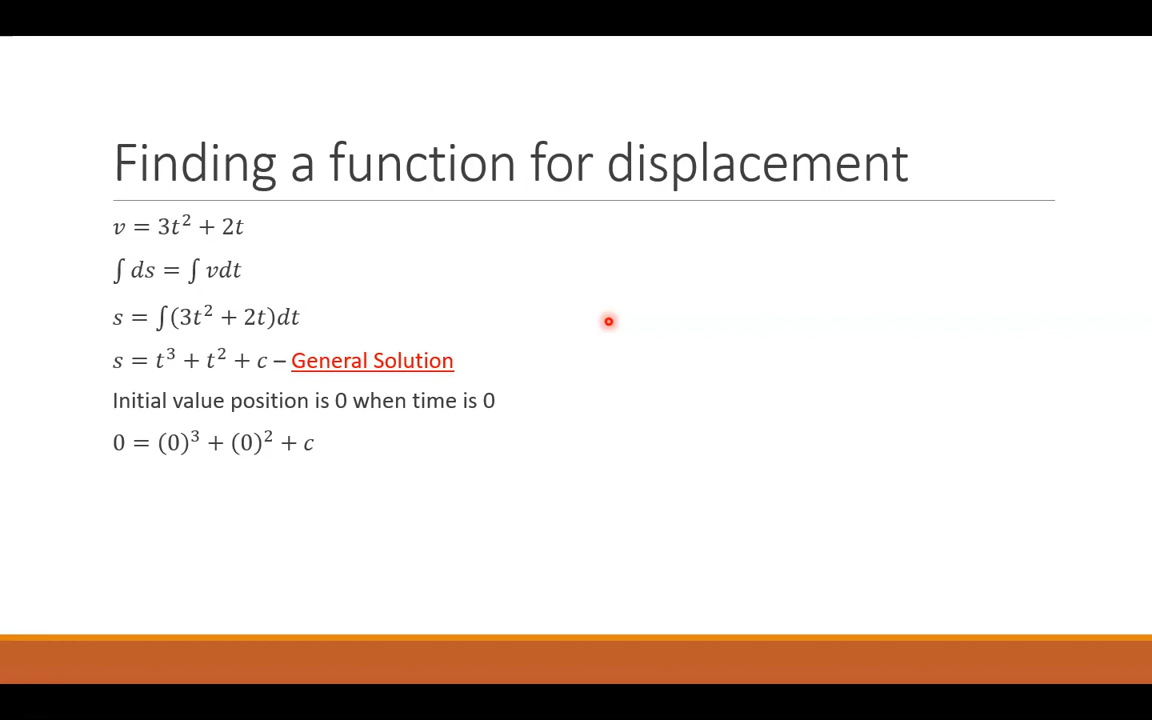 Finding a function for displacement
v = 3t² + 2t
∫ ds = ∫ vdt
s = ∫(3t² + 2t)dt
s = t³ + t² + c – General Solution
Initial value position is 0 when time is 0
0 = (0)³ + (0)² + c